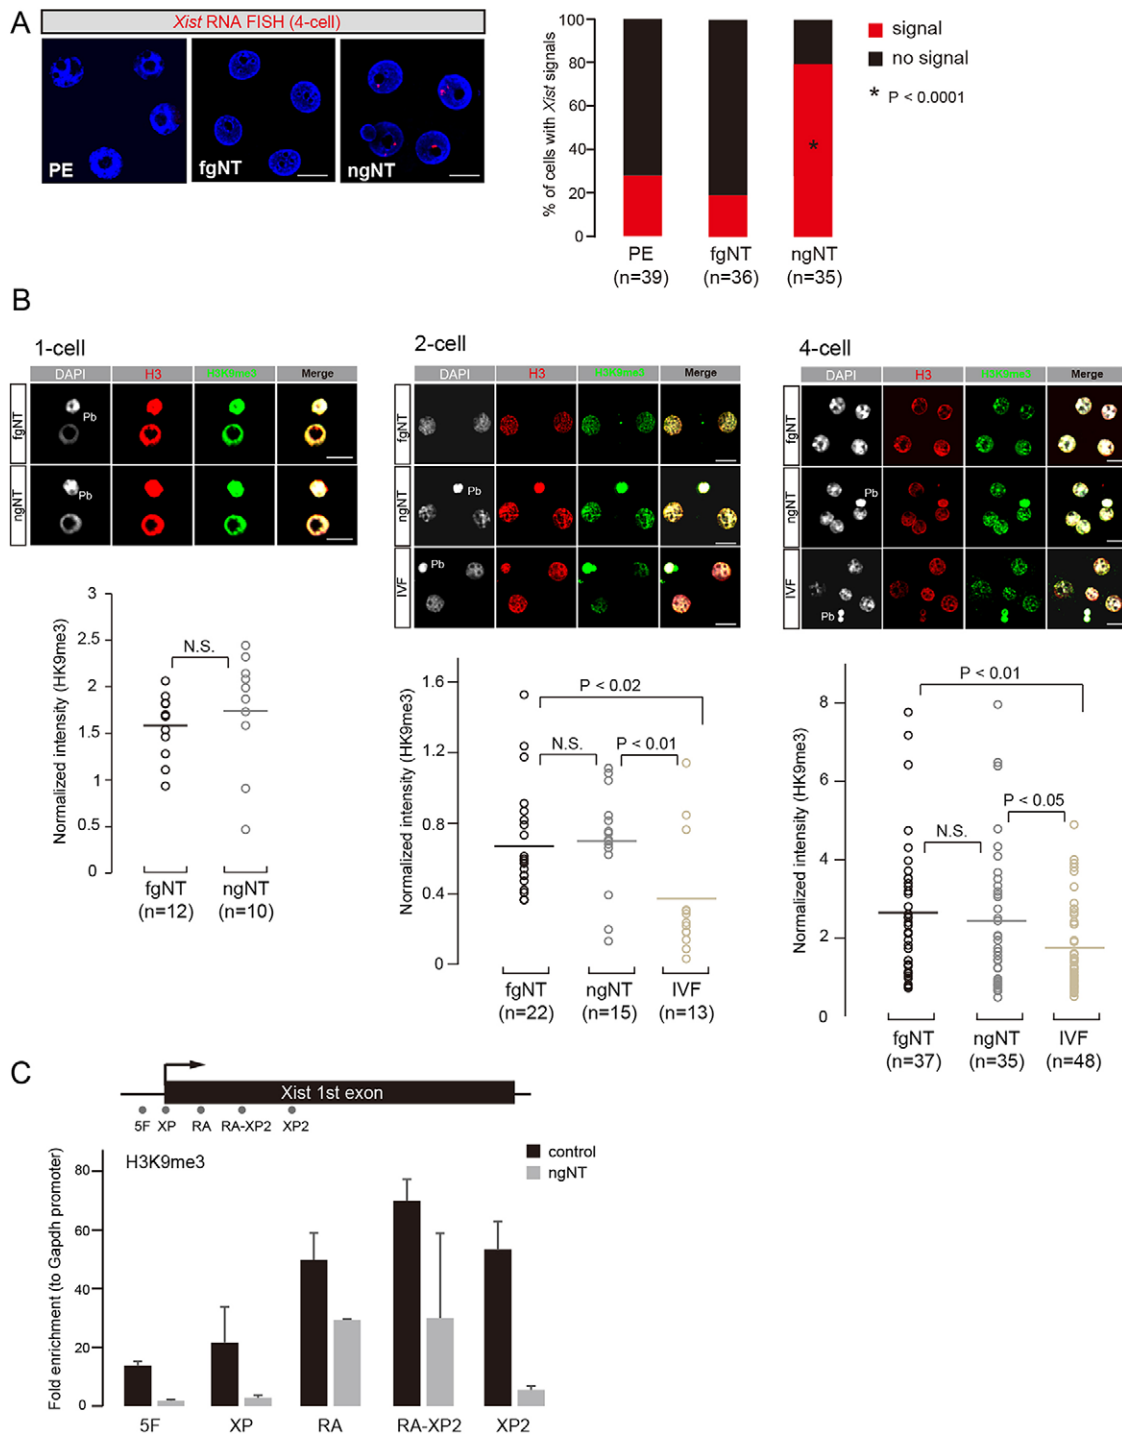 A
Xist RNA FISH (4-cell)
PE
fgNT
ngNT
% of cells with Xist signals
100
80
60
40
20
0
*
PE
(n=39)
fgNT
(n=36)
ngNT
(n=35)
signal
no signal
* P < 0.0001
B
1-cell
DAPI H3 H3K9me3 Merge
fgNT
Pb
ngNT
Pb
Normalized intensity (HK9me3)
3
2.5
2
1.5
1
0.5
0
N.S.
fgNT
(n=12)
ngNT
(n=10)
2-cell
DAPI H3 H3K9me3 Merge
fgNT
ngNT
Pb
IVF
Pb
Normalized intensity (HK9me3)
1.6
1.2
0.8
0.4
0
P < 0.02
N.S.
P < 0.01
fgNT
(n=22)
ngNT
(n=15)
IVF
(n=13)
4-cell
DAPI H3 H3K9me3 Merge
fgNT
ngNT
Pb
IVF
Pb
Normalized intensity (HK9me3)
8
6
4
2
0
P < 0.01
P < 0.05
N.S.
fgNT
(n=37)
ngNT
(n=35)
IVF
(n=48)
C
Xist 1st exon
5F XP RA RA-XP2 XP2
H3K9me3
control
ngNT
Fold enrichment (to Gapdh promoter)
80
60
40
20
0
5F XP RA RA-XP2 XP2